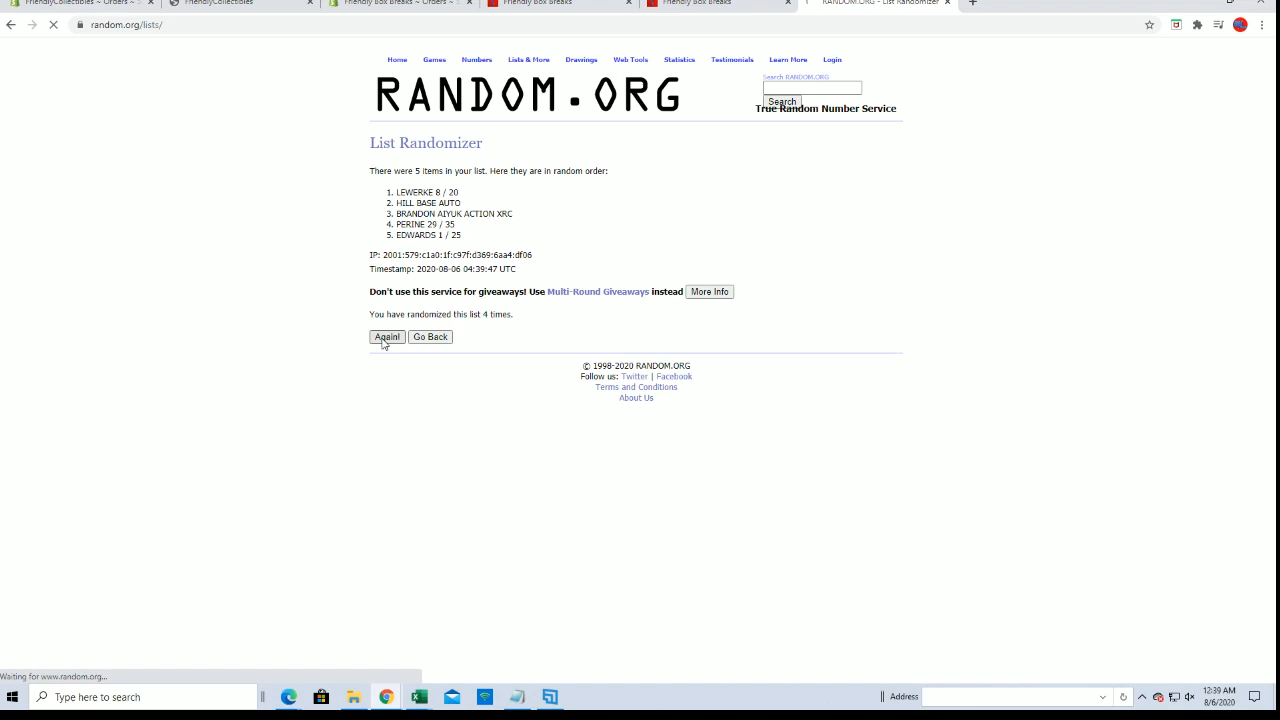 FriendlyCollectibles ~ Orders ~
FriendlyCollectibles
Friendly Box Breaks ~ Orders ~
Friendly Box Breaks
Friendly Box Breaks
RANDOM.ORG - List Randomizer
random.org/lists/
Home Games Numbers Lists & More Drawings Web Tools Statistics Testimonials Learn More Login
RANDOM.ORG
Search RANDOM.ORG
Search
True Random Number Service
List Randomizer
There were 5 items in your list. Here they are in random order:
1. LEWERKE 8 / 20
2. HILL BASE AUTO
3. BRANDON AIYUK ACTION XRC
4. PERINE 29 / 35
5. EDWARDS 1 / 25
IP: 2001:579:c1a0:1f:c97f:d369:6aa4:df06
Timestamp: 2020-08-06 04:39:47 UTC
Don't use this service for giveaways! Use Multi-Round Giveaways instead More Info
You have randomized this list 4 times.
Again! Go Back
© 1998-2020 RANDOM.ORG
Follow us: Twitter | Facebook
Terms and Conditions
About Us
Waiting for www.random.org...
Type here to search
Address
12:39 AM
8/6/2020